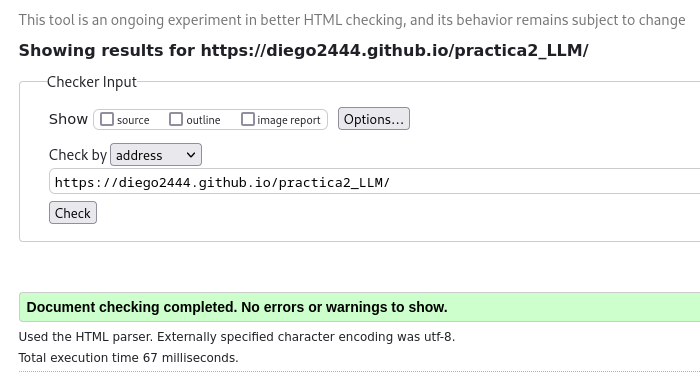 This tool is an ongoing experiment in better HTML checking, and its behavior remains subject to change
Showing results for https://diego2444.github.io/practica2_LLM/
Checker Input
Show source outline image report Options...
Check by address
https://diego2444.github.io/practica2_LLM/
Check
Document checking completed. No errors or warnings to show.
Used the HTML parser. Externally specified character encoding was utf-8.
Total execution time 67 milliseconds.